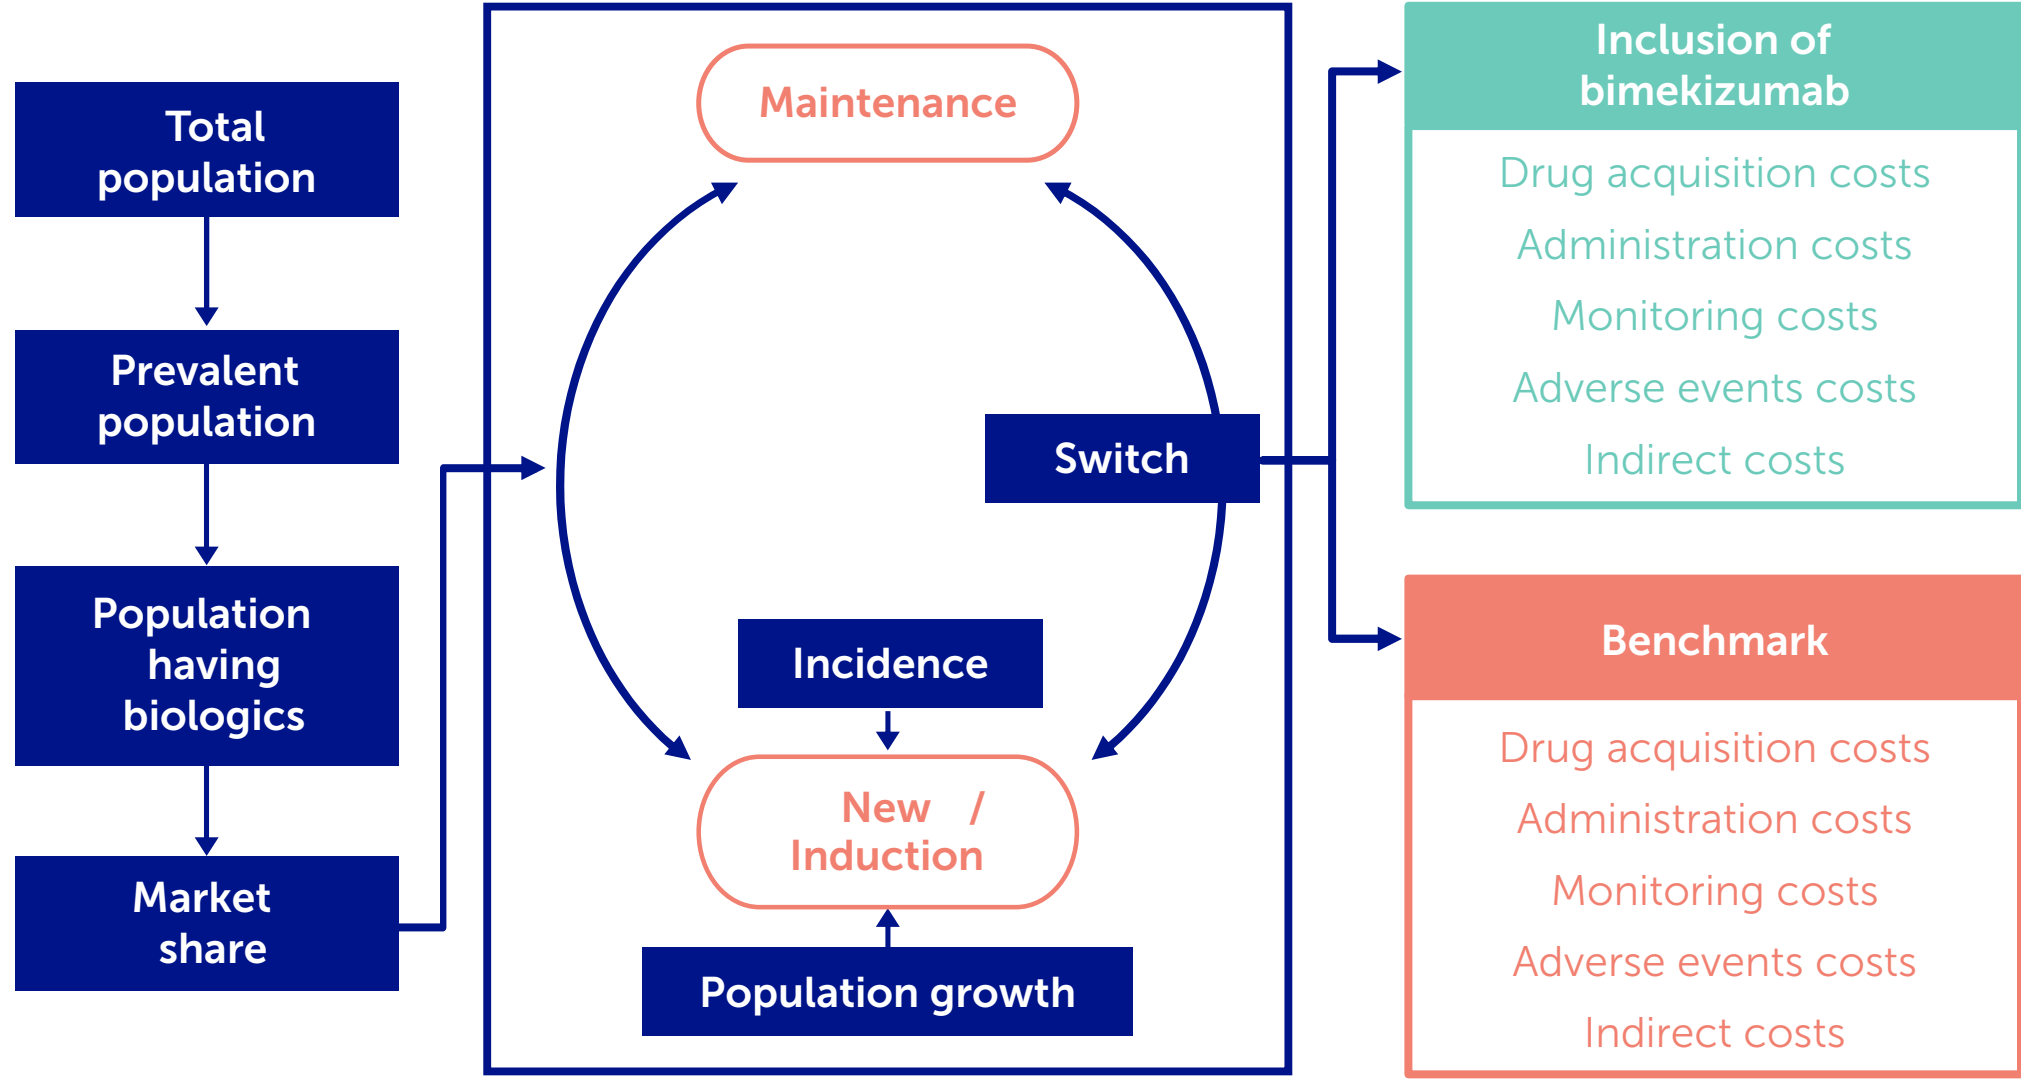 Total
population
Prevalent
population
Population
having
biologics
Market
share
Maintenance
Switch
Incidence
New /
Induction
Population growth
Inclusion of
bimekizumab
Drug acquisition costs
Administration costs
Monitoring costs
Adverse events costs
Indirect costs
Benchmark
Drug acquisition costs
Administration costs
Monitoring costs
Adverse events costs
Indirect costs